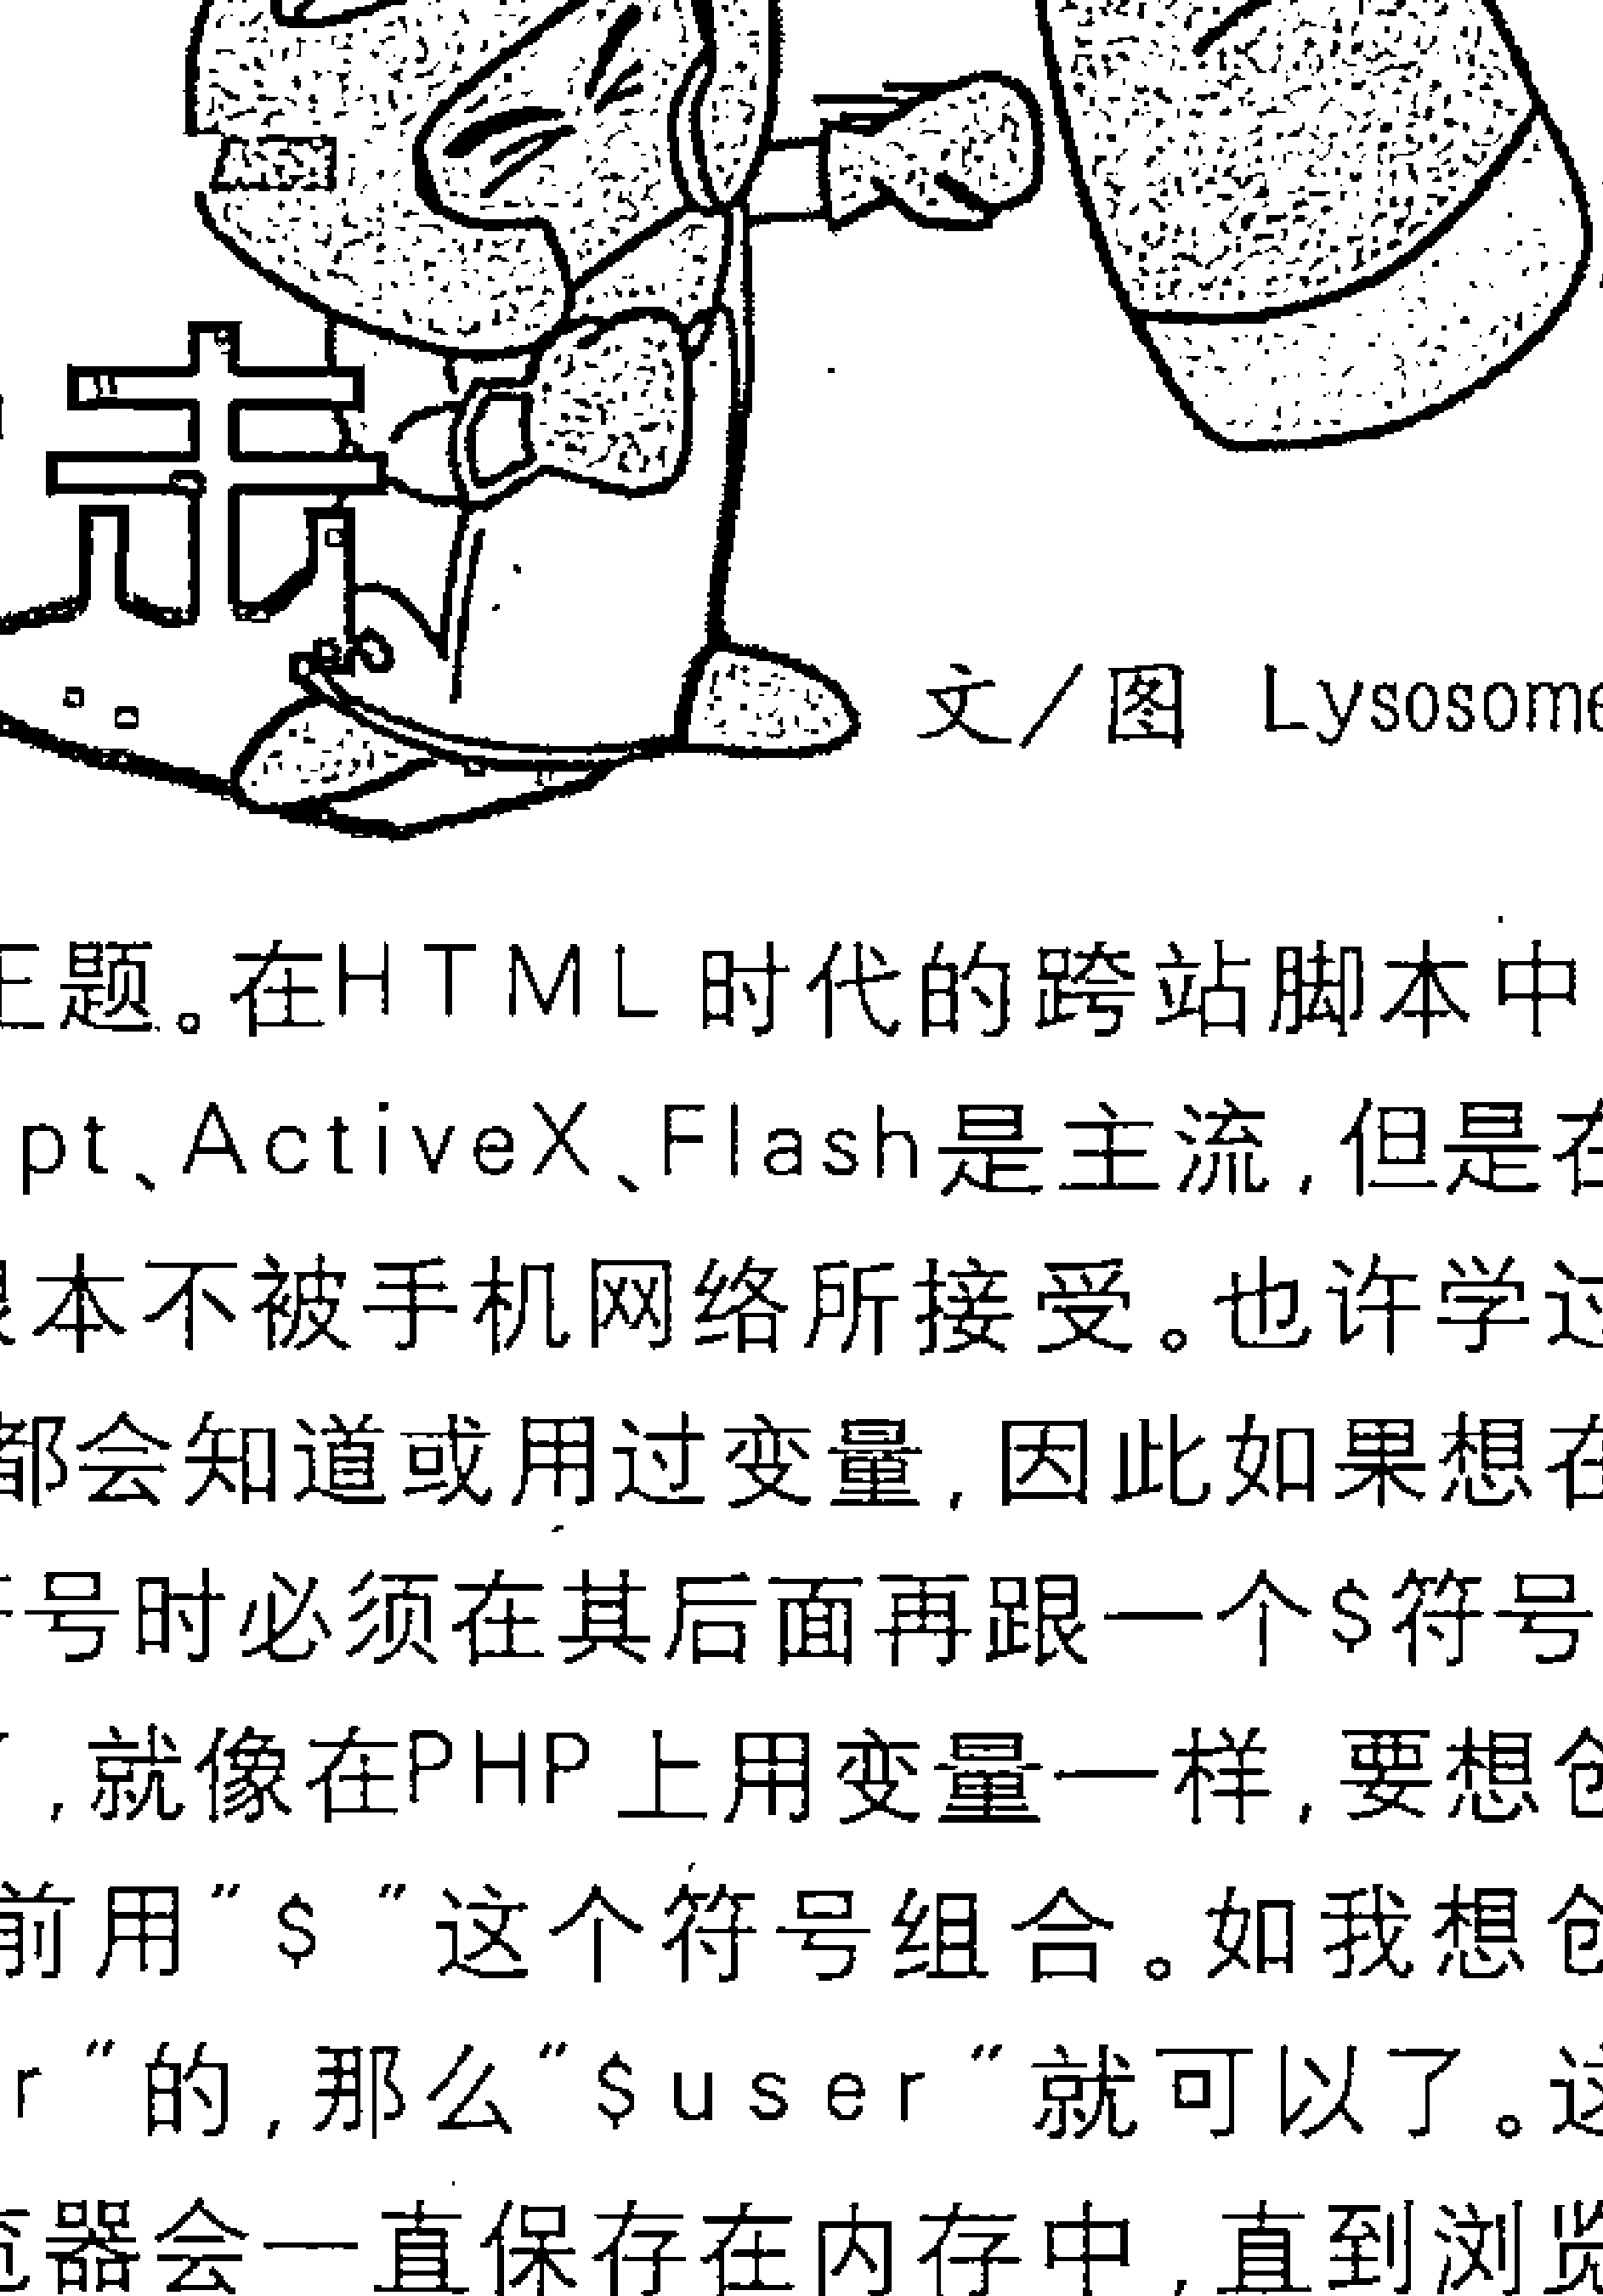 文/图 Lysosome
主题。在HTML时代的跨站脚本中
pt、ActiveX、Flash是主流,但是在
根本不被手机网络所接受。也许学过
都会知道或用过变量,因此如果想在
符号时必须在其后面再跟一个$符号
,就像在PHP上用变量一样,要想创
前用"$ "这个符号组合。如我想创
r"的,那么"$user"就可以了。这
览器会一直保存在内存中,直到浏览